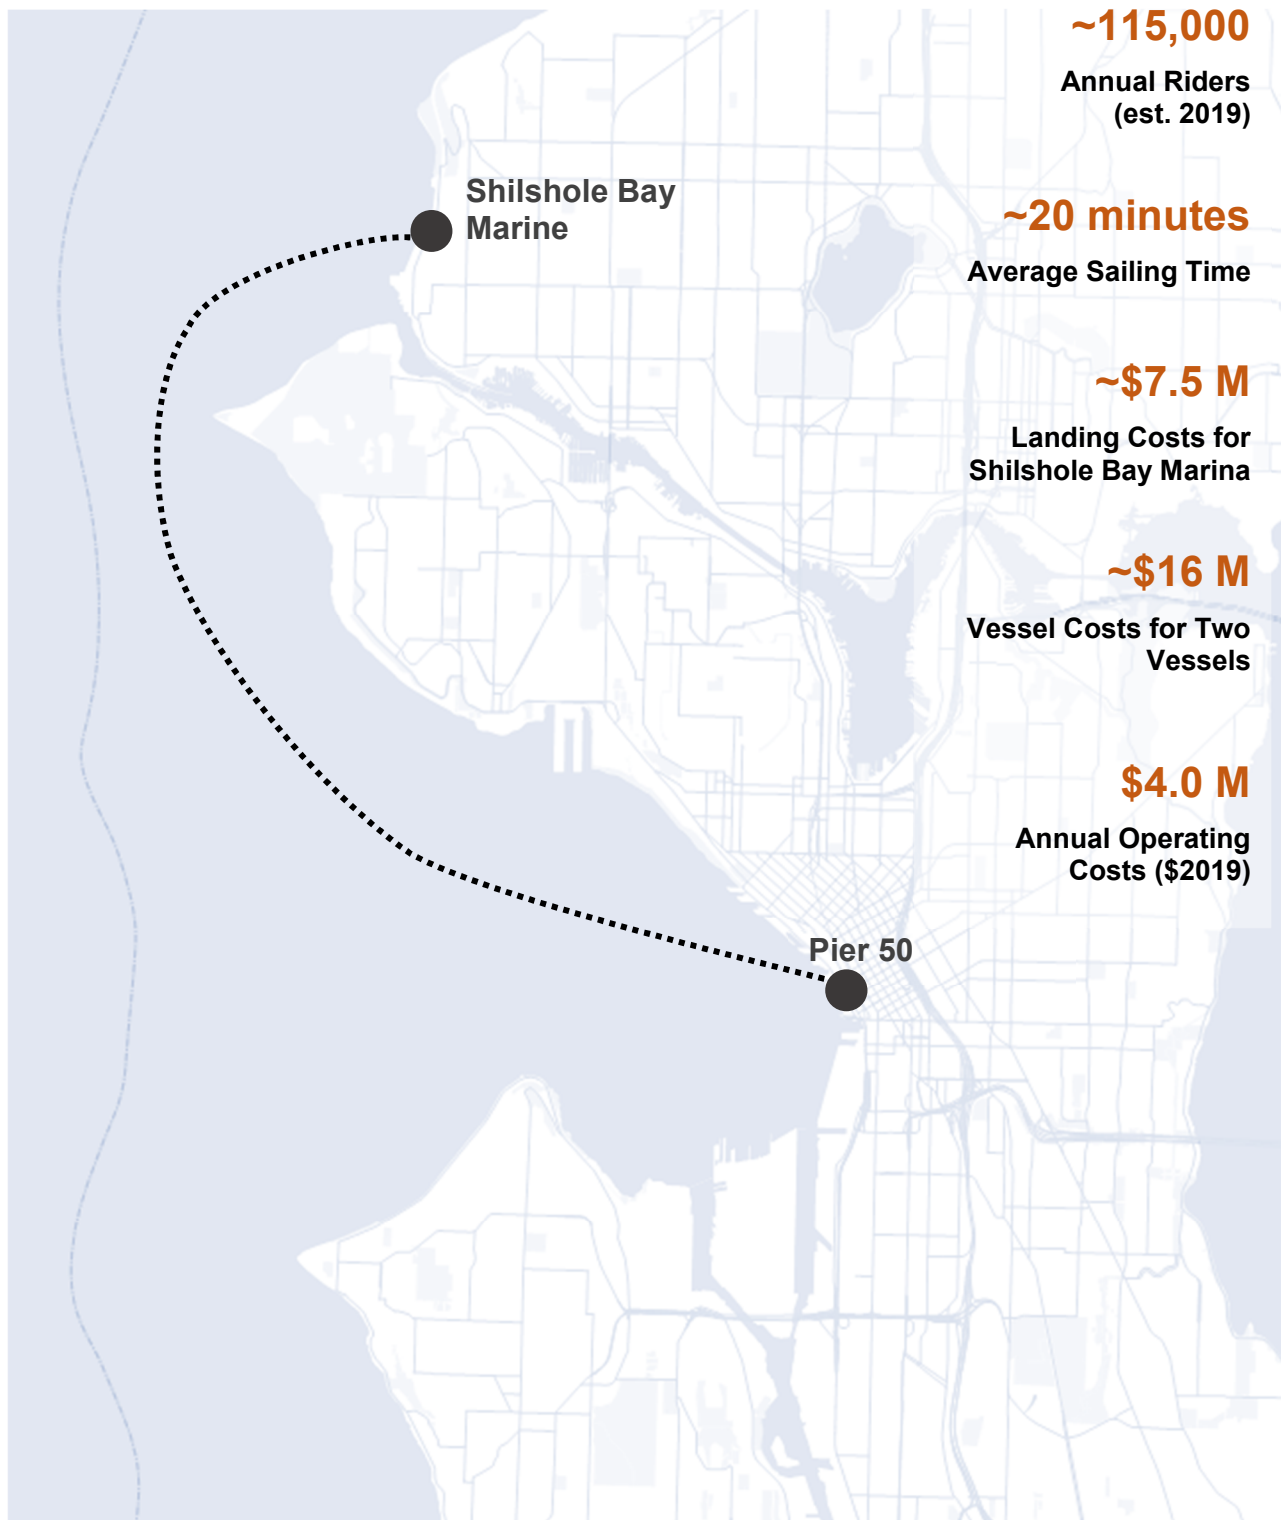 ~115,000
Annual Riders
(est. 2019)
Shilshole Bay
Marine
~20 minutes
Average Sailing Time
~$7.5 M
Landing Costs for
Shilshole Bay Marina
~$16 M
Vessel Costs for Two
Vessels
$4.0 M
Annual Operating
Costs ($2019)
Pier 50